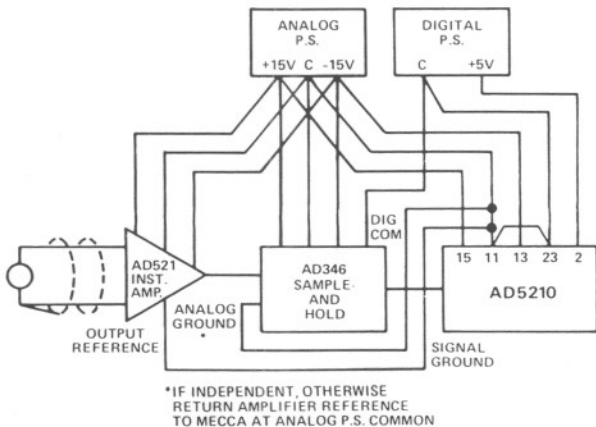 ANALOG
P.S.
+15V C -15V
DIGITAL
P.S.
C +5V
DIG
COM
15 11 13 23 2
AD5210
AD521
INST.
AMP.
AD346
SAMPLE-
AND
HOLD
ANALOG
GROUND
*
OUTPUT
REFERENCE
SIGNAL
GROUND
*IF INDEPENDENT, OTHERWISE
RETURN AMPLIFIER REFERENCE
TO MECCA AT ANALOG P.S. COMMON